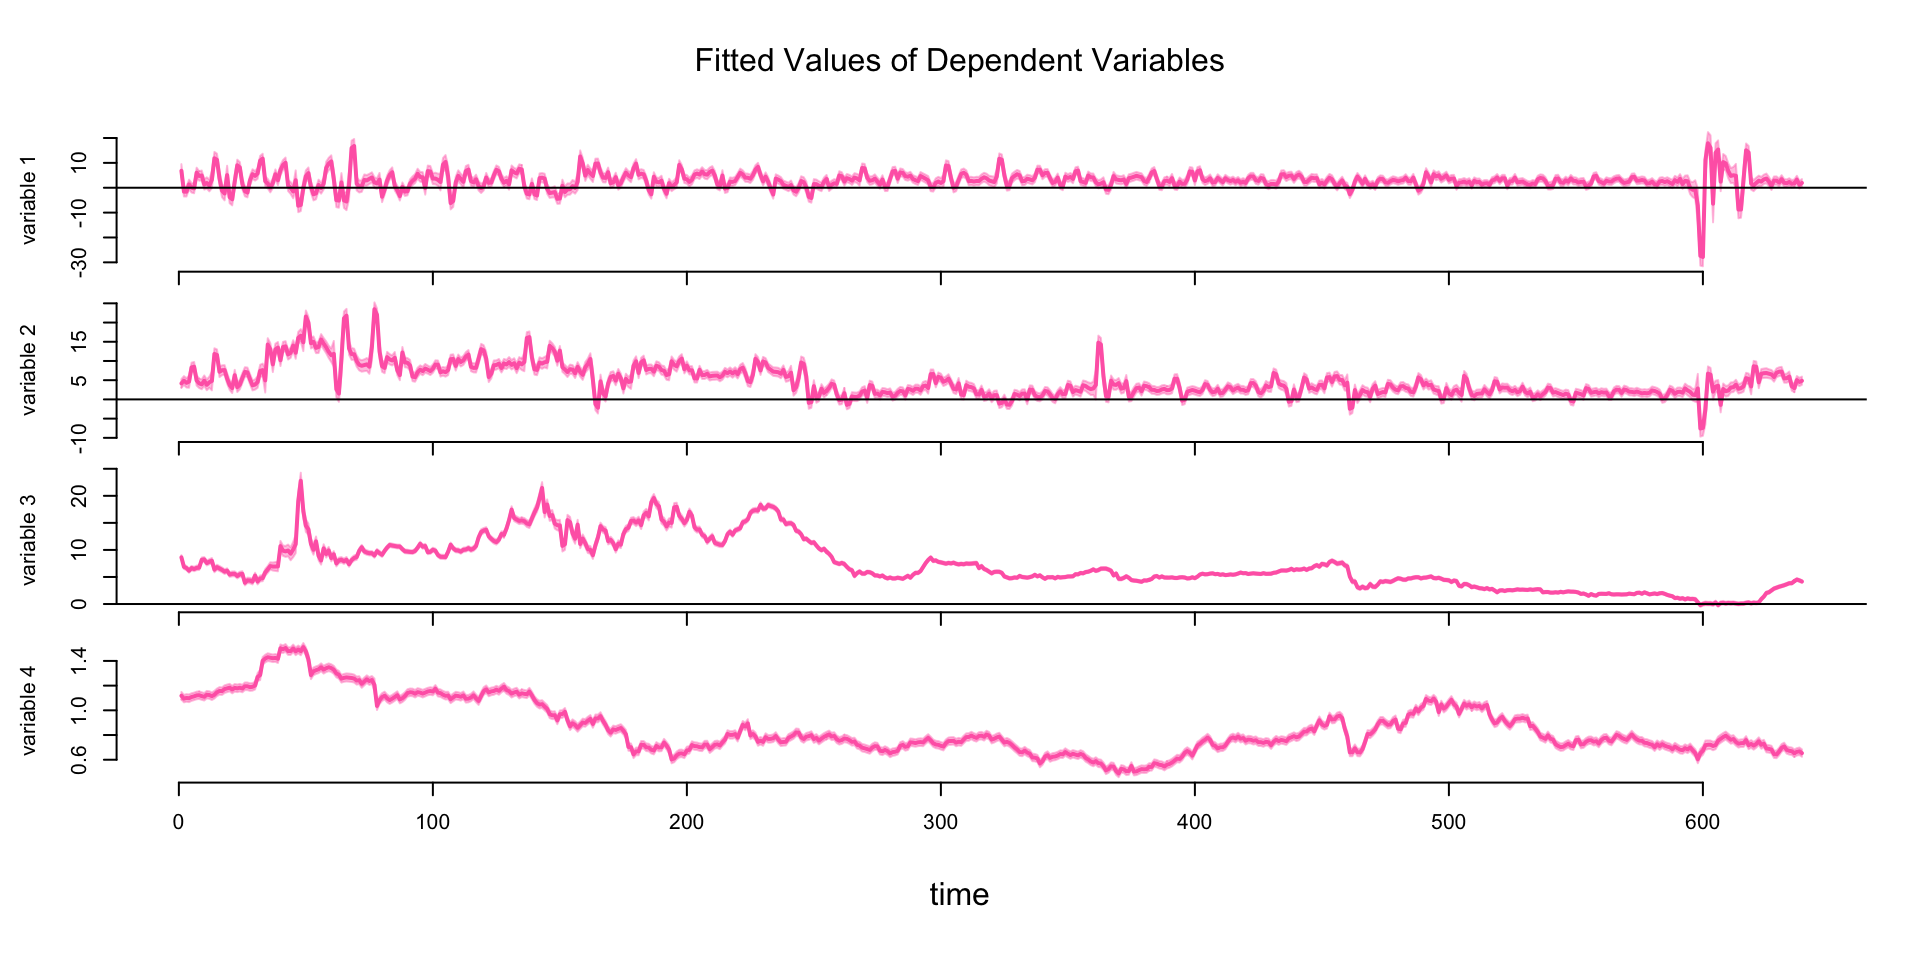 Fitted Values of Dependent Variables
variable 1
10
-10
-30
variable 2
15
5
-10
variable 3
20
10
0
variable 4
1.4
1.0
0.6
0 100 200 300 400 500 600
time